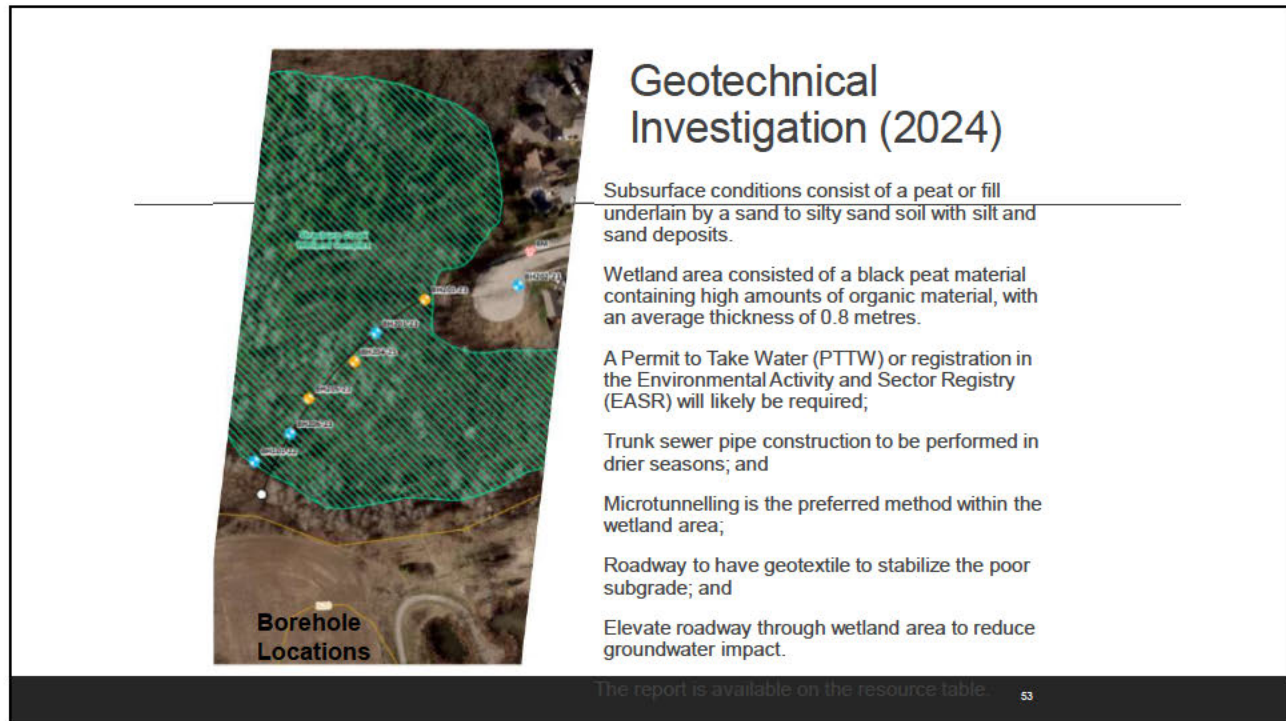 Geotechnical
Investigation (2024)
Subsurface conditions consist of a peat or fill
underlain by a sand to silty sand soil with silt and
sand deposits.
Wetland area consisted of a black peat material
containing high amounts of organic material, with
an average thickness of 0.8 metres.
A Permit to Take Water (PTTW) or registration in
the Environmental Activity and Sector Registry
(EASR) will likely be required;
Trunk sewer pipe construction to be performed in
drier seasons; and
Microtunnelling is the preferred method within the
wetland area;
Roadway to have geotextile to stabilize the poor
subgrade; and
Elevate roadway through wetland area to reduce
groundwater impact.
The report is available on the resource table.
53
Borehole
Locations